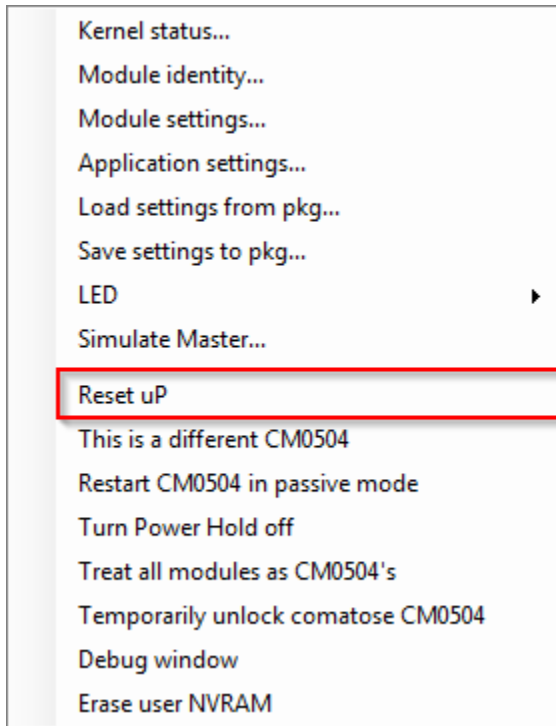 Kernel status...
Module identity...
Module settings...
Application settings...
Load settings from pkg...
Save settings to pkg...
LED
Simulate Master...
Reset uP
This is a different CM0504
Restart CM0504 in passive mode
Turn Power Hold off
Treat all modules as CM0504's
Temporarily unlock comatose CM0504
Debug window
Erase user NVRAM